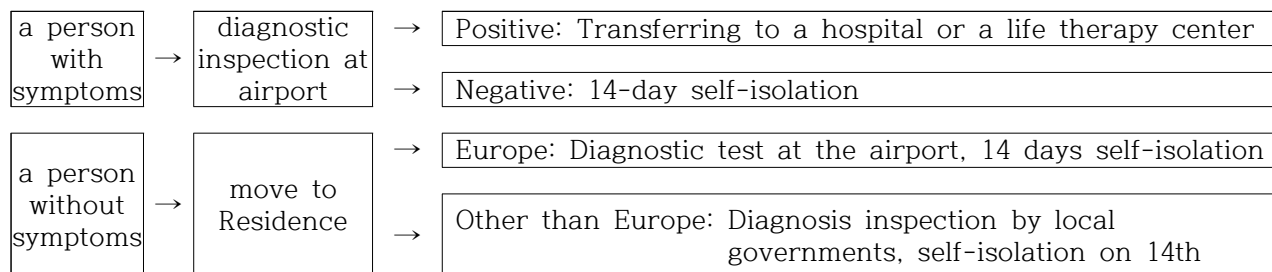 a person
with
symptoms
→
diagnostic
inspection at
airport
→
Positive: Transferring to a hospital or a life therapy center
→
Negative: 14-day self-isolation
a person
without
symptoms
→
move to
Residence
→
Europe: Diagnostic test at the airport, 14 days self-isolation
→
Other than Europe: Diagnosis inspection by local
governments, self-isolation on 14th